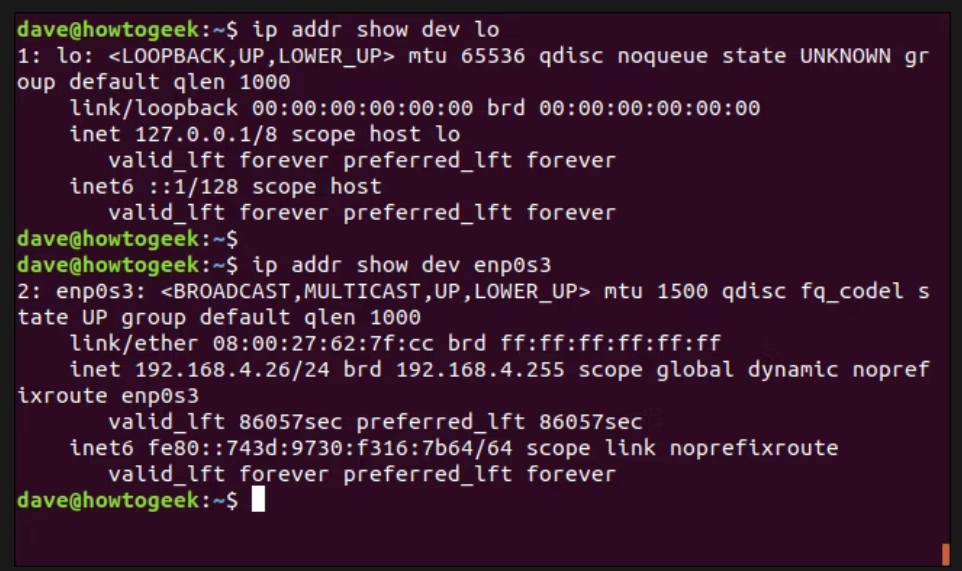 dave@howtogeek:~$ ip addr show dev lo
1: lo: <LOOPBACK,UP,LOWER_UP> mtu 65536 qdisc noqueue state UNKNOWN gr
oup default qlen 1000
    link/loopback 00:00:00:00:00:00 brd 00:00:00:00:00:00
    inet 127.0.0.1/8 scope host lo
       valid_lft forever preferred_lft forever
    inet6 ::1/128 scope host
       valid_lft forever preferred_lft forever
dave@howtogeek:~$
dave@howtogeek:~$ ip addr show dev enp0s3
2: enp0s3: <BROADCAST,MULTICAST,UP,LOWER_UP> mtu 1500 qdisc fq_codel s
tate UP group default qlen 1000
    link/ether 08:00:27:62:7f:cc brd ff:ff:ff:ff:ff:ff
    inet 192.168.4.26/24 brd 192.168.4.255 scope global dynamic nopref
ixroute enp0s3
       valid_lft 86057sec preferred_lft 86057sec
    inet6 fe80::743d:9730:f316:7b64/64 scope link noprefixroute
       valid_lft forever preferred_lft forever
dave@howtogeek:~$